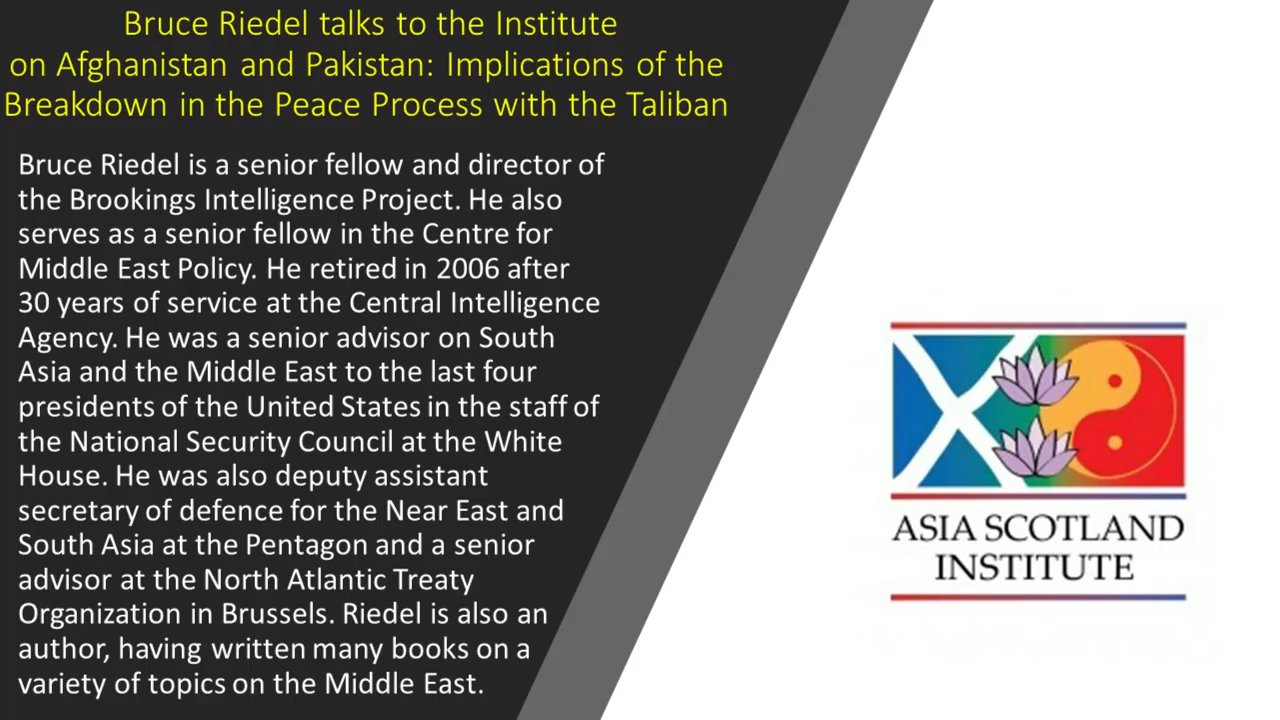 Bruce Riedel talks to the Institute
on Afghanistan and Pakistan: Implications of the
Breakdown in the Peace Process with the Taliban
Bruce Riedel is a senior fellow and director of
the Brookings Intelligence Project. He also
serves as a senior fellow in the Centre for
Middle East Policy. He retired in 2006 after
30 years of service at the Central Intelligence
Agency. He was a senior advisor on South
Asia and the Middle East to the last four
presidents of the United States in the staff of
the National Security Council at the White
House. He was also deputy assistant
secretary of defence for the Near East and
South Asia at the Pentagon and a senior
advisor at the North Atlantic Treaty
Organization in Brussels. Riedel is also an
author, having written many books on a
variety of topics on the Middle East.
ASIA SCOTLAND
INSTITUTE